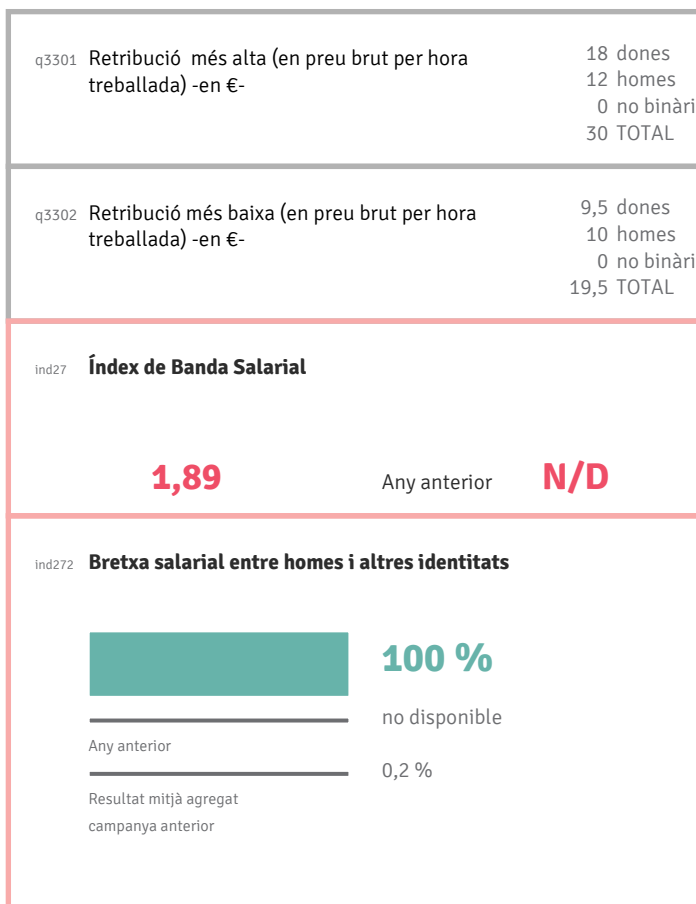 q3301 Retribució més alta (en preu brut per hora
treballada) -en €-
18 dones
12 homes
0 no binàri
30 TOTAL
q3302 Retribució més baixa (en preu brut per hora
treballada) -en €-
9,5 dones
10 homes
0 no binàri
19,5 TOTAL
ind27 Índex de Banda Salarial
1,89 Any anterior N/D
ind272 Bretxa salarial entre homes i altres identitats
100 %
no disponible
Any anterior
0,2 %
Resultat mitjà agregat
campanya anterior